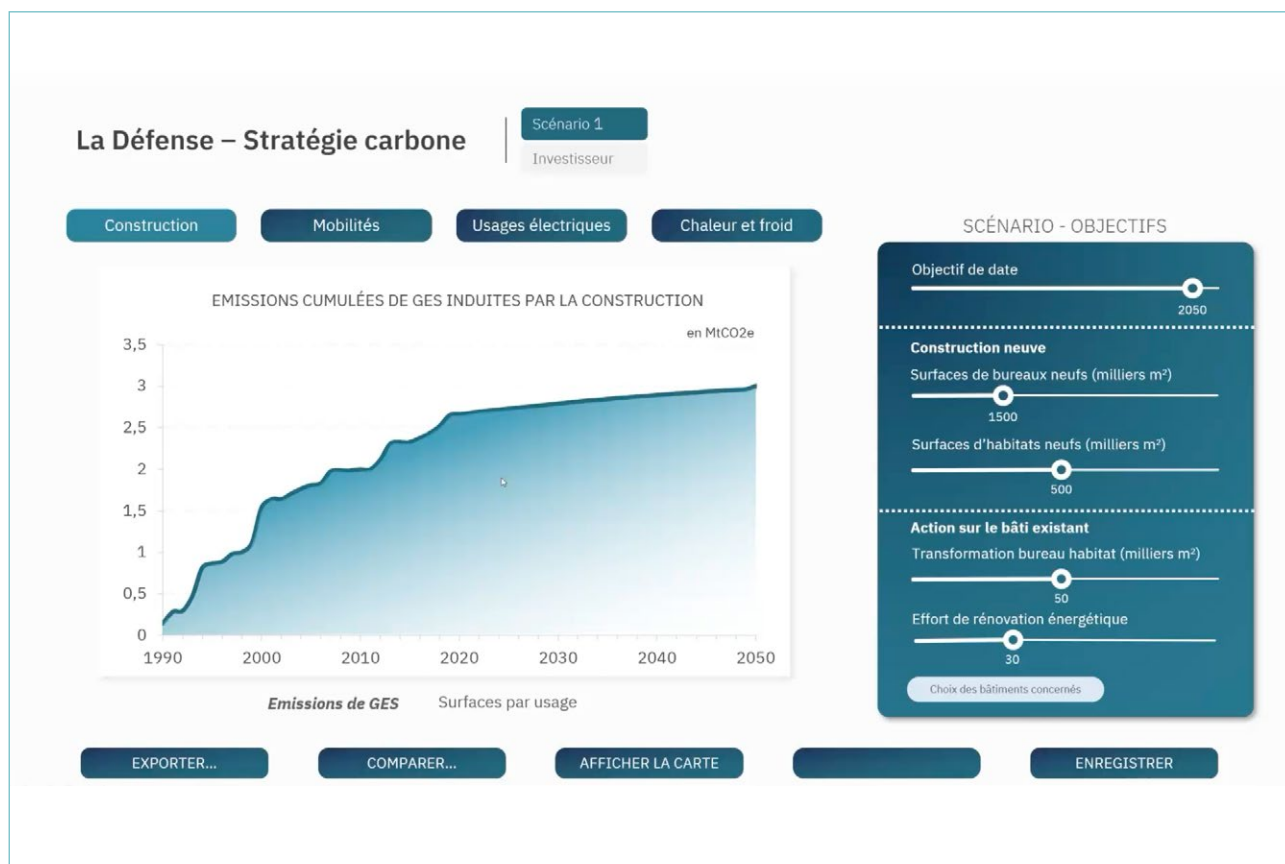 La Défense – Stratégie carbone
Scénario 1
Investisseur
Construction
Mobilités
Usages électriques
Chaleur et froid
EMISSIONS CUMULÉES DE GES INDUITES PAR LA CONSTRUCTION
en MtCO2e
3,5
3
2,5
2
1,5
1
0,5
0
1990 2000 2010 2020 2030 2040 2050
Emissions de GES
Surfaces par usage
SCÉNARIO - OBJECTIFS
Objectif de date
2050
Construction neuve
Surfaces de bureaux neufs (milliers m²)
1500
Surfaces d'habitats neufs (milliers m²)
500
Action sur le bâti existant
Transformation bureau habitat (milliers m²)
50
Effort de rénovation énergétique
30
Choix des bâtiments concernés
EXPORTER...
COMPARER...
AFFICHER LA CARTE
ENREGISTRER